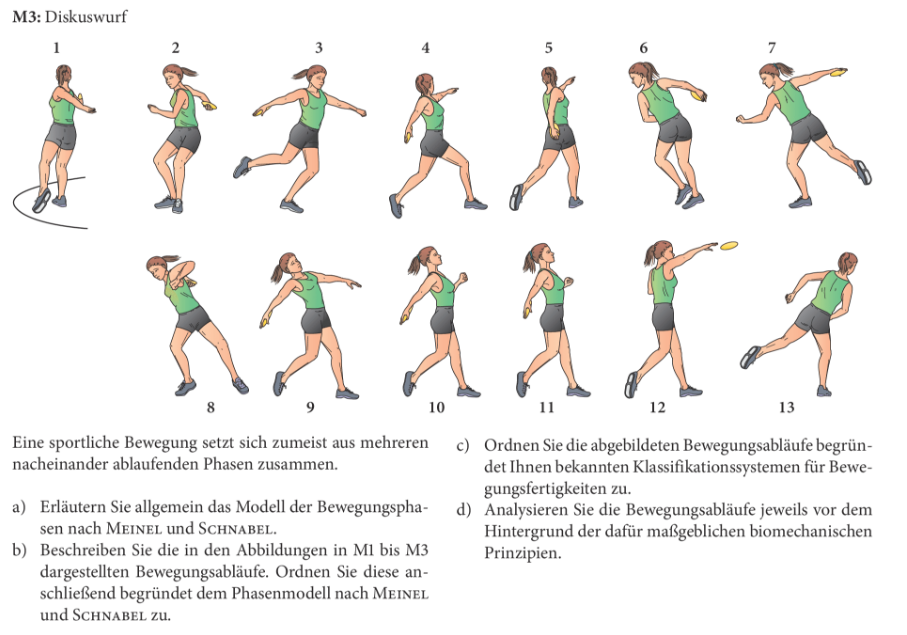 M3: Diskuswurf
1 2 3 4 5 6 7
8 9 10 11 12 13
Eine sportliche Bewegung setzt sich zumeist aus mehreren
nacheinander ablaufenden Phasen zusammen.
a) Erläutern Sie allgemein das Modell der Bewegungspha-
sen nach MEINEL und SCHNABEL.
b) Beschreiben Sie die in den Abbildungen in M1 bis M3
dargestellten Bewegungsabläufe. Ordnen Sie diese an-
schließend begründet dem Phasenmodell nach MEINEL
und SCHNABEL zu.
c) Ordnen Sie die abgebildeten Bewegungsabläufe begrün-
det Ihnen bekannten Klassifikationssystemen für Bewe-
gungsfertigkeiten zu.
d) Analysieren Sie die Bewegungsabläufe jeweils vor dem
Hintergrund der dafür maßgeblichen biomechanischen
Prinzipien.